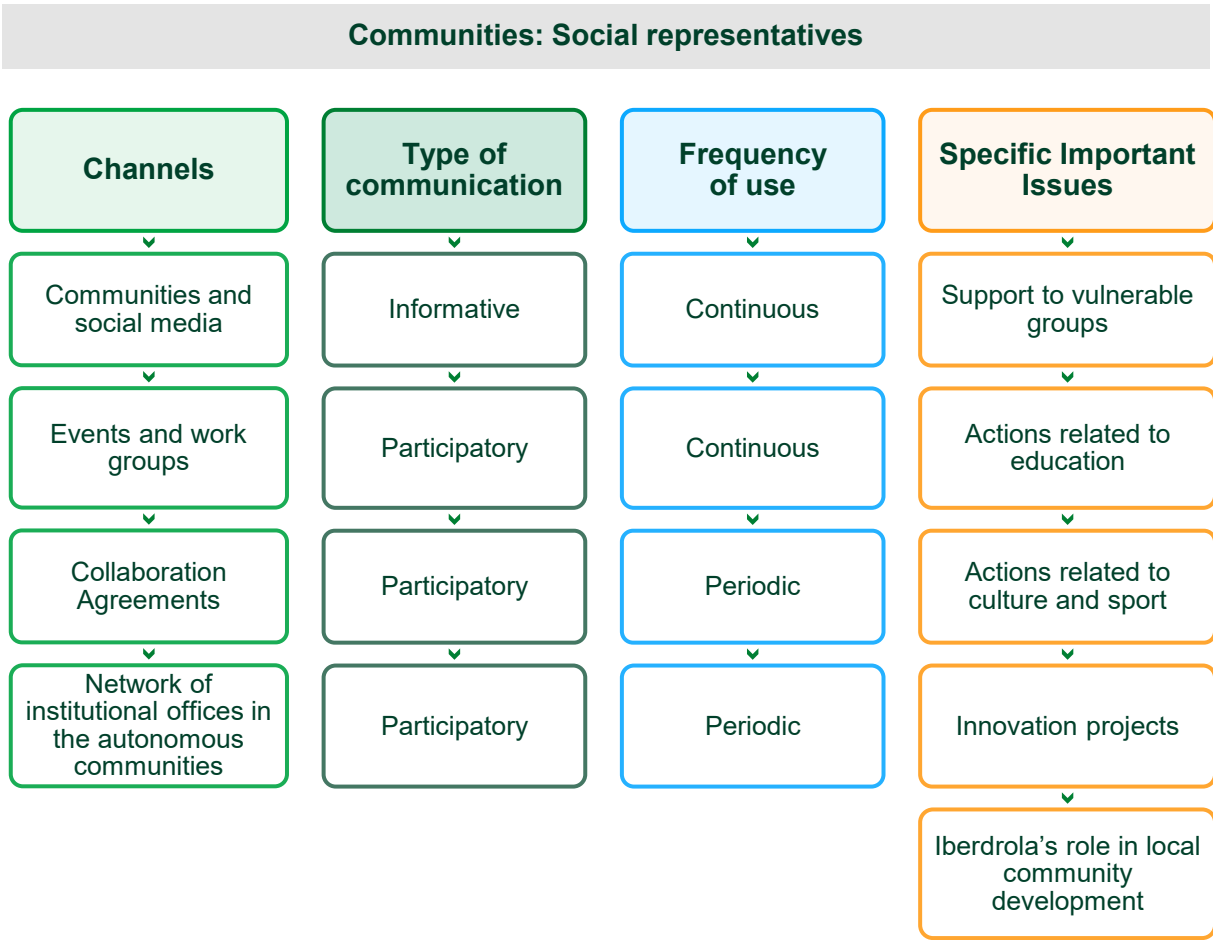 Communities: Social representatives
Channels
Type of
communication
Frequency
of use
Specific Important
Issues
Communities and
social media
Informative
Continuous
Support to vulnerable
groups
Events and work
groups
Participatory
Continuous
Actions related to
education
Collaboration
Agreements
Participatory
Periodic
Actions related to
culture and sport
Network of
institutional offices in
the autonomous
communities
Participatory
Periodic
Innovation projects
Iberdrola’s role in local
community
development